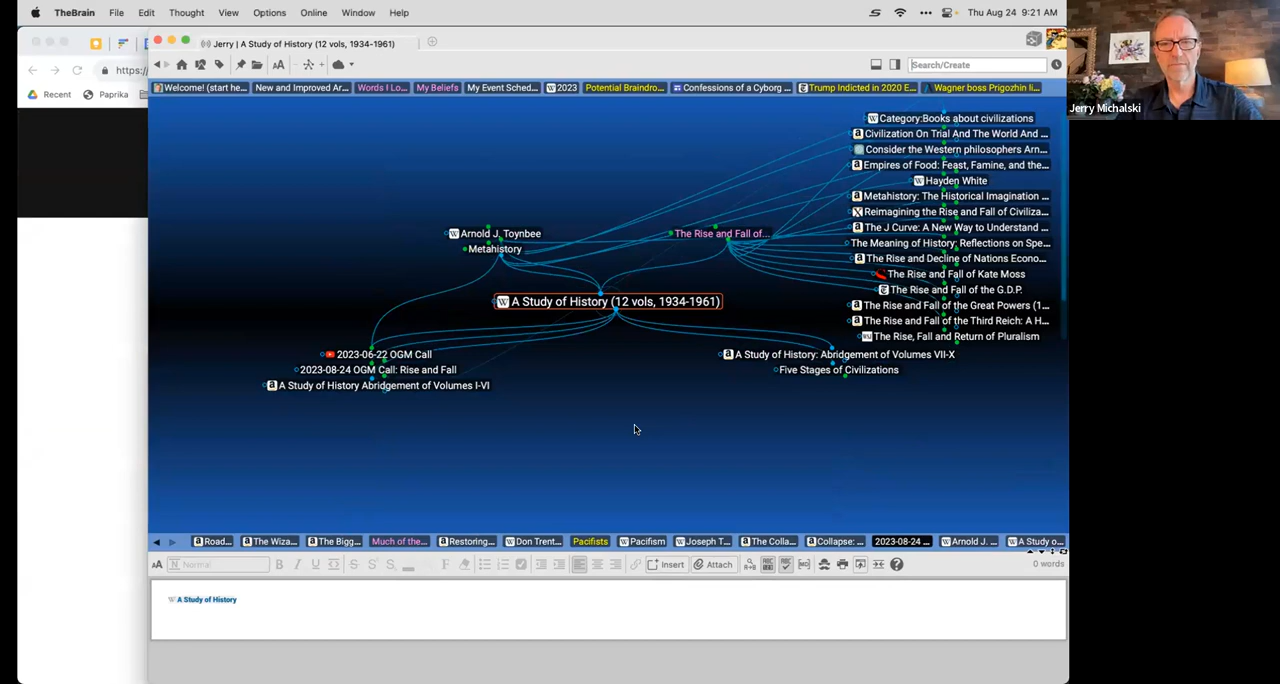 TheBrain File Edit Thought View Options Online Window Help Thu Aug 24 9:21 AM
Jerry | A Study of History (12 vols, 1934-1961)
https:/
Search/Create
Recent Paprika
Welcome! (start he... New and Improved Ar... Words I Lo... My Beliefs My Event Sched... 2023 Potential Braindro... Confessions of a Cyborg ... Trump Indicted in 2020 E... Wagner boss Prigozhin li...
Jerry Michalski
Category:Books about civilizations
Civilization On Trial And The World And ...
Consider the Western philosophers Arn...
Empires of Food: Feast, Famine, and the...
Hayden White
Metahistory: The Historical Imagination ...
Reimagining the Rise and Fall of Civiliza...
The J Curve: A New Way to Understand ...
Arnold J. Toynbee
The Rise and Fall of...
The Meaning of History: Reflections on Spe...
Metahistory
The Rise and Decline of Nations Econo...
The Rise and Fall of Kate Moss
The Rise and Fall of the G.D.P.
A Study of History (12 vols, 1934-1961)
The Rise and Fall of the Great Powers (1...
The Rise and Fall of the Third Reich: A H...
The Rise, Fall and Return of Pluralism
2023-06-22 OGM Call
A Study of History: Abridgement of Volumes VII-X
2023-08-24 OGM Call: Rise and Fall
Five Stages of Civilizations
A Study of History Abridgement of Volumes I-VI
Road... The Wiza... The Bigg... Much of the... Restoring... Don Trent... Pacifists Pacifism Joseph T... The Colla... Collapse: ... 2023-08-24 ... Arnold J. ... A Study o...
Normal B I U S Insert Attach 0 words
A Study of History